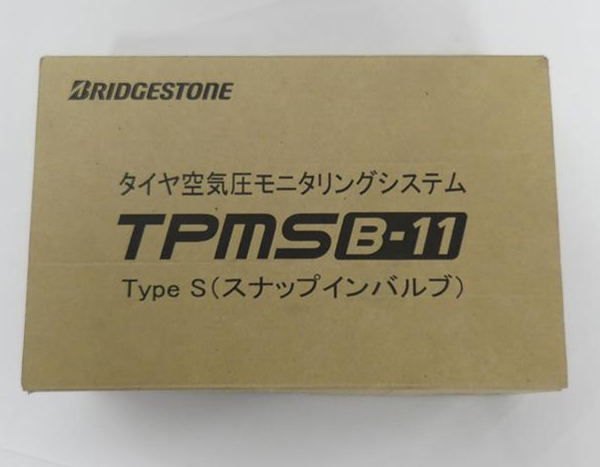 BRIDGESTONE
タイヤ空気圧モニタリングシステム
TPMS B-11
Type S(スナップインバルブ)